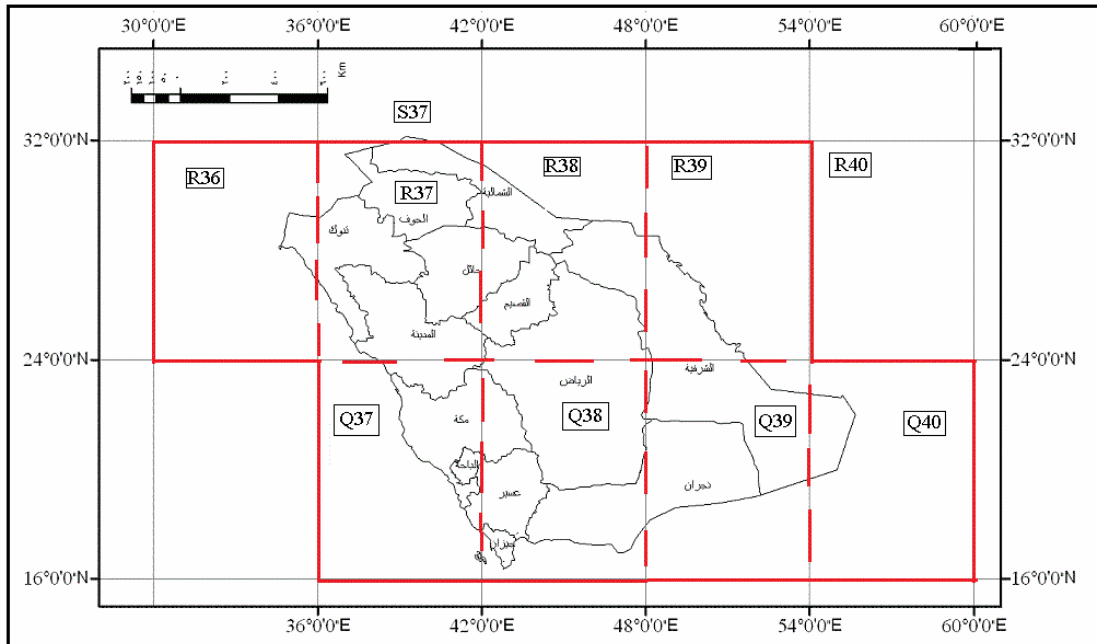 30°0'0"E 36°0'0"E 42°0'0"E 48°0'0"E 54°0'0"E 60°0'0"E
Km
S37
32°0'0"N 32°0'0"N
R36 R37 R38 R39 R40
الشمالية
الجوف
تبوك
حائل
القصيم
المدينة
24°0'0"N 24°0'0"N
الشرقية
الرياض
Q37 Q38 Q39 Q40
مكة
الباحة
عسير
نجران
جيزان
16°0'0"N 16°0'0"N
36°0'0"E 42°0'0"E 48°0'0"E 54°0'0"E 60°0'0"E